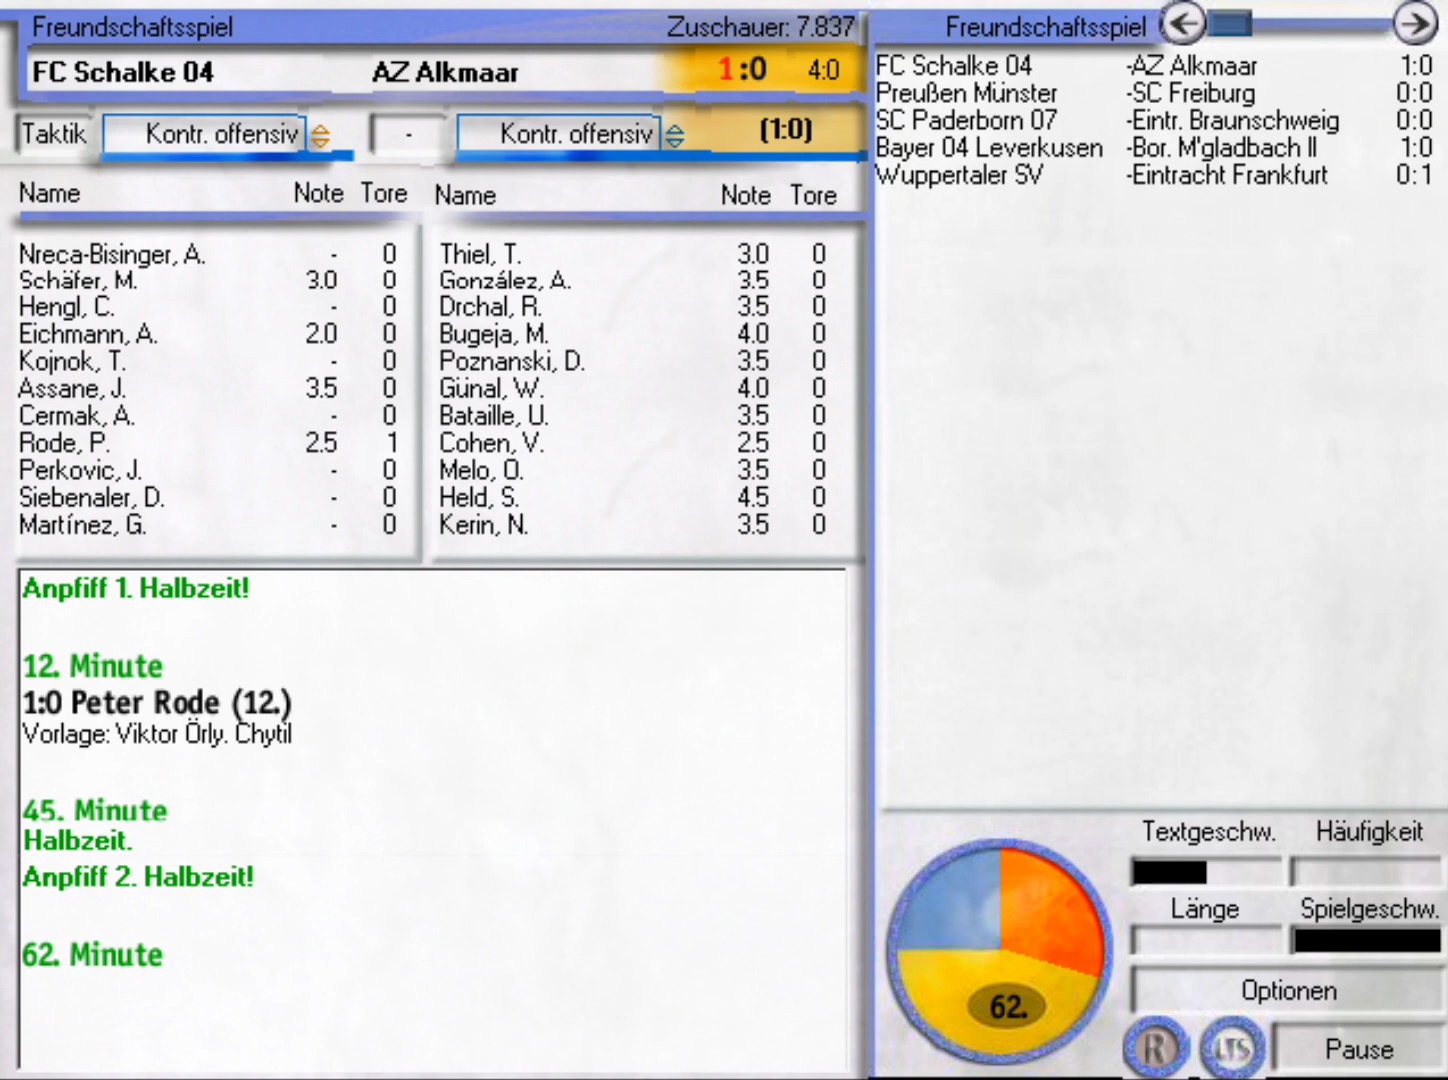 Freundschaftsspiel Zuschauer: 7.837
FC Schalke 04 AZ Alkmaar 1:0 4:0
Taktik Kontr. offensiv - Kontr. offensiv (1:0)
Name Note Tore Name Note Tore
Nreca-Bisinger, A. - 0 Thiel, T. 3.0 0
Schäfer, M. 3.0 0 González, A. 3.5 0
Hengl, C. - 0 Drchal, R. 3.5 0
Eichmann, A. 2.0 0 Bugeja, M. 4.0 0
Kojnok, T. - 0 Poznanski, D. 3.5 0
Assane, J. 3.5 0 Günal, W. 4.0 0
Cermak, A. - 0 Bataille, U. 3.5 0
Rode, P. 2.5 1 Cohen, V. 2.5 0
Perkovic, J. - 0 Melo, O. 3.5 0
Siebenaler, D. - 0 Held, S. 4.5 0
Martínez, G. - 0 Kerin, N. 3.5 0
Anpfiff 1. Halbzeit!
12. Minute
1:0 Peter Rode (12.)
Vorlage: Viktor Örly. Chytil
45. Minute
Halbzeit.
Anpfiff 2. Halbzeit!
62. Minute
Freundschaftsspiel
FC Schalke 04 -AZ Alkmaar 1:0
Preußen Münster -SC Freiburg 0:0
SC Paderborn 07 -Eintr. Braunschweig 0:0
Bayer 04 Leverkusen -Bor. M'gladbach II 1:0
Wuppertaler SV -Eintracht Frankfurt 0:1
Textgeschw. Häufigkeit
Länge Spielgeschw.
Optionen
62.
R LTS Pause